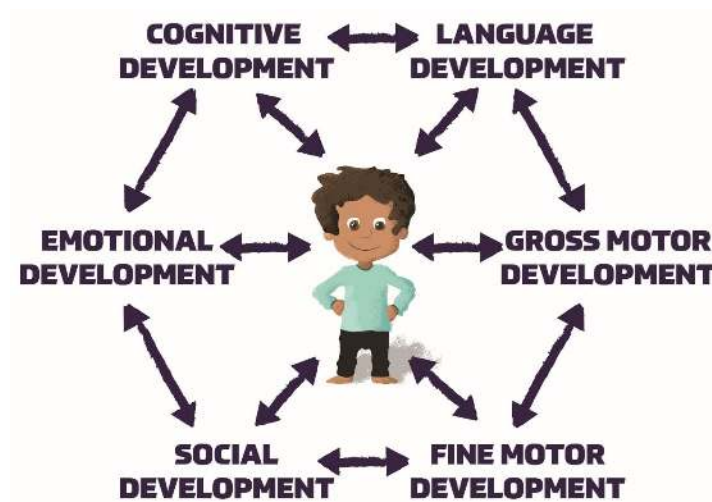 COGNITIVE
DEVELOPMENT
LANGUAGE
DEVELOPMENT
EMOTIONAL
DEVELOPMENT
GROSS MOTOR
DEVELOPMENT
SOCIAL
DEVELOPMENT
FINE MOTOR
DEVELOPMENT